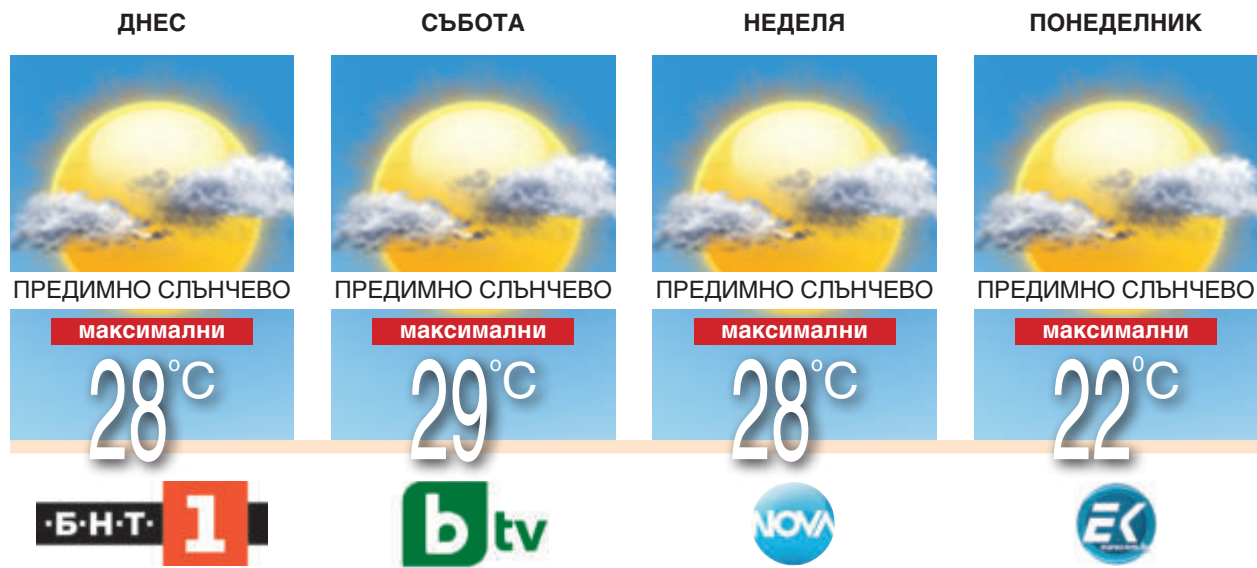 ДНЕС СЪБОТА НЕДЕЛЯ ПОНЕДЕЛНИК
ПРЕДИМНО СЛЪНЧЕВО ПРЕДИМНО СЛЪНЧЕВО ПРЕДИМНО СЛЪНЧЕВО ПРЕДИМНО СЛЪНЧЕВО
максимални максимални максимални максимални
28°C 29°C 28°C 22°C
·Б·Н·Т· 1 b tv NOVA EK